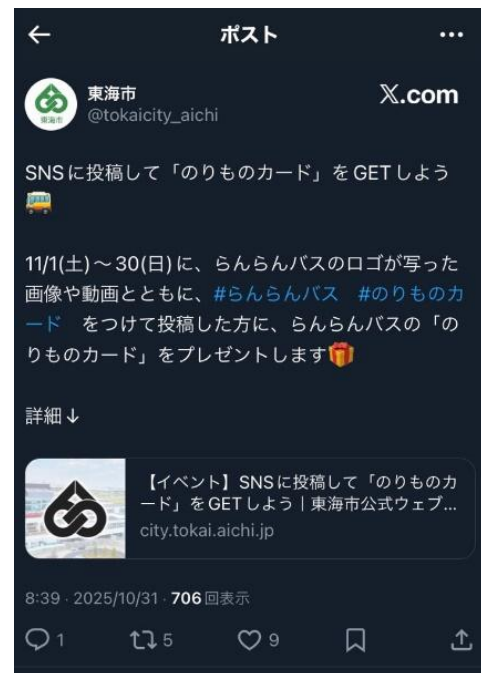 ポスト
東海市
@tokaicity_aichi
𝕏.com
SNSに投稿して「のりものカード」をGETしよう
🚌
11/1(土)～30(日)に、らんらんバスのロゴが写った
画像や動画とともに、#らんらんバス　#のりものカ
ード　をつけて投稿した方に、らんらんバスの「の
りものカード」をプレゼントします🎁
詳細↓
【イベント】SNSに投稿して「のりものカ
ード」をGETしよう｜東海市公式ウェブ...
city.tokai.aichi.jp
8:39 · 2025/10/31 · 706回表示
1 5 9
東海市